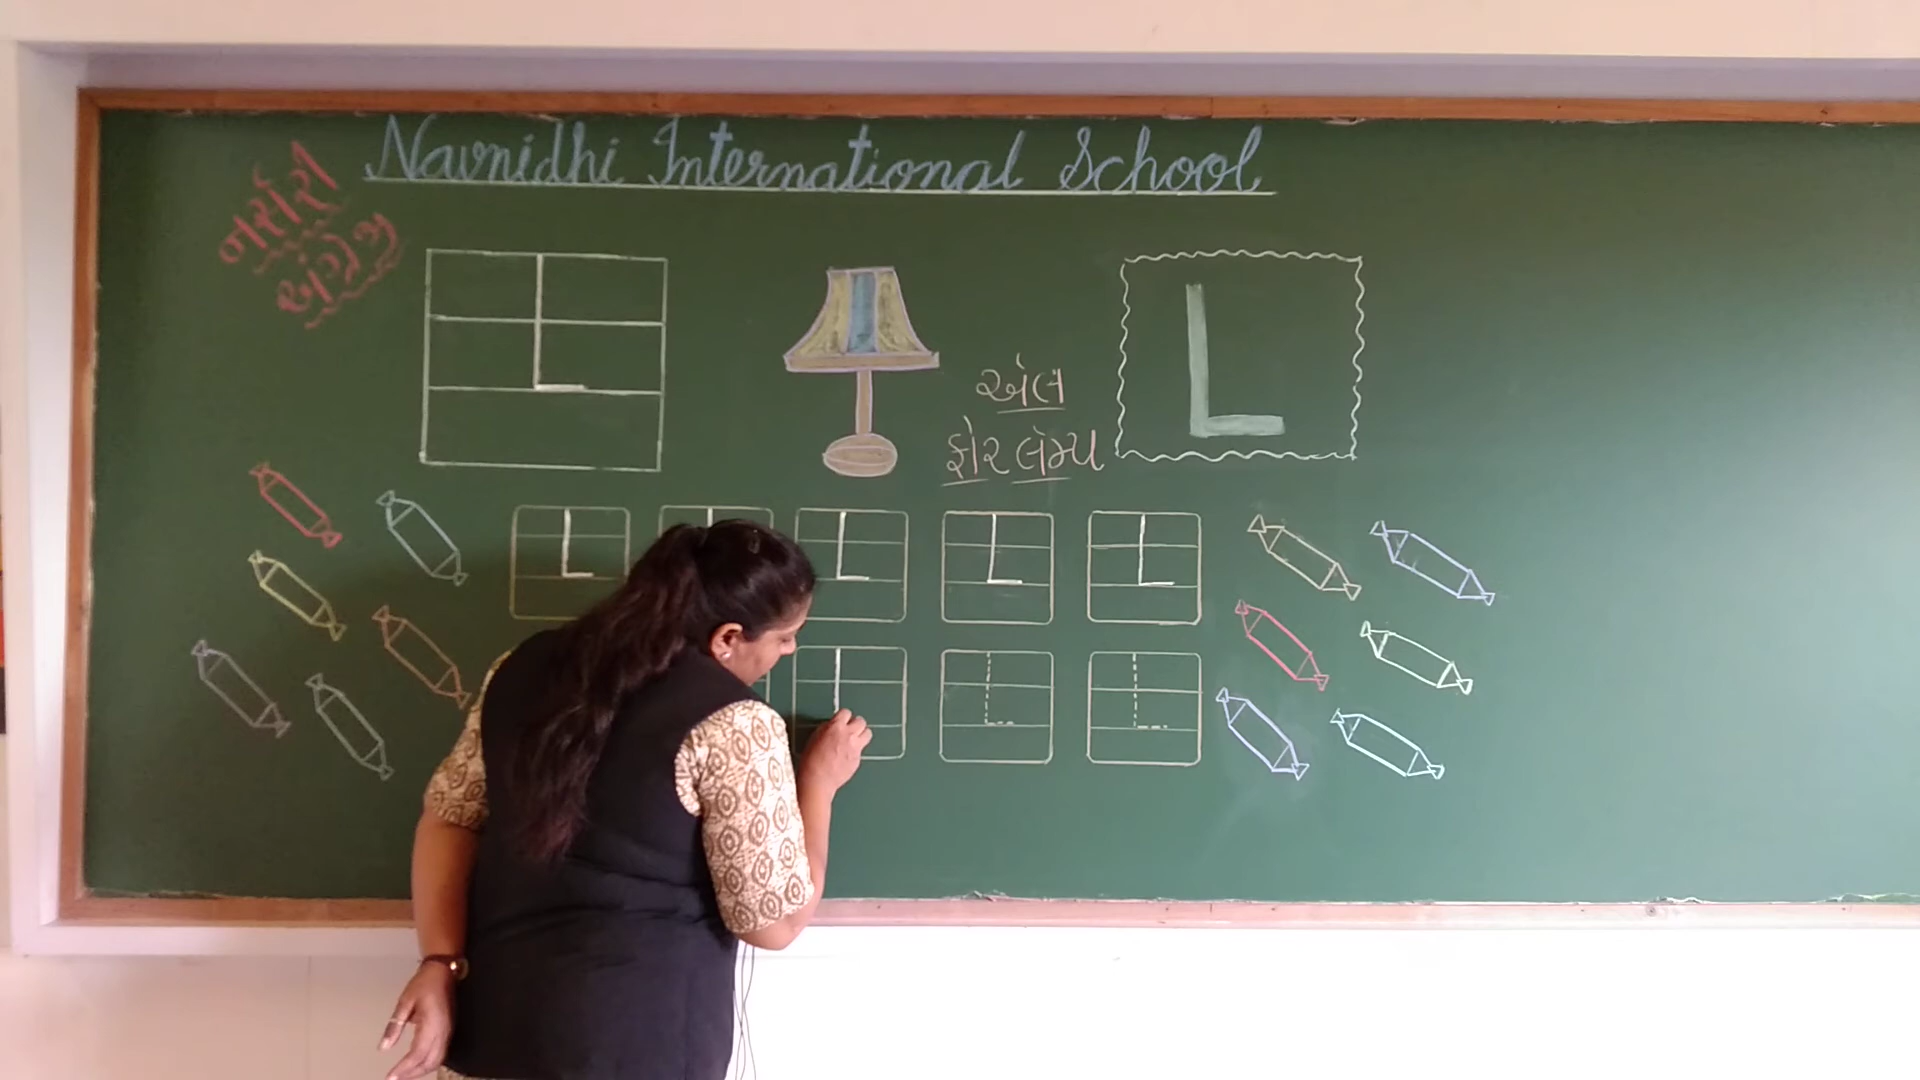 Navnidhi International School
નર્સરી
અંગ્રેજી
L
L
એલ
ફોર લેમ્પ
L L L L
L L L